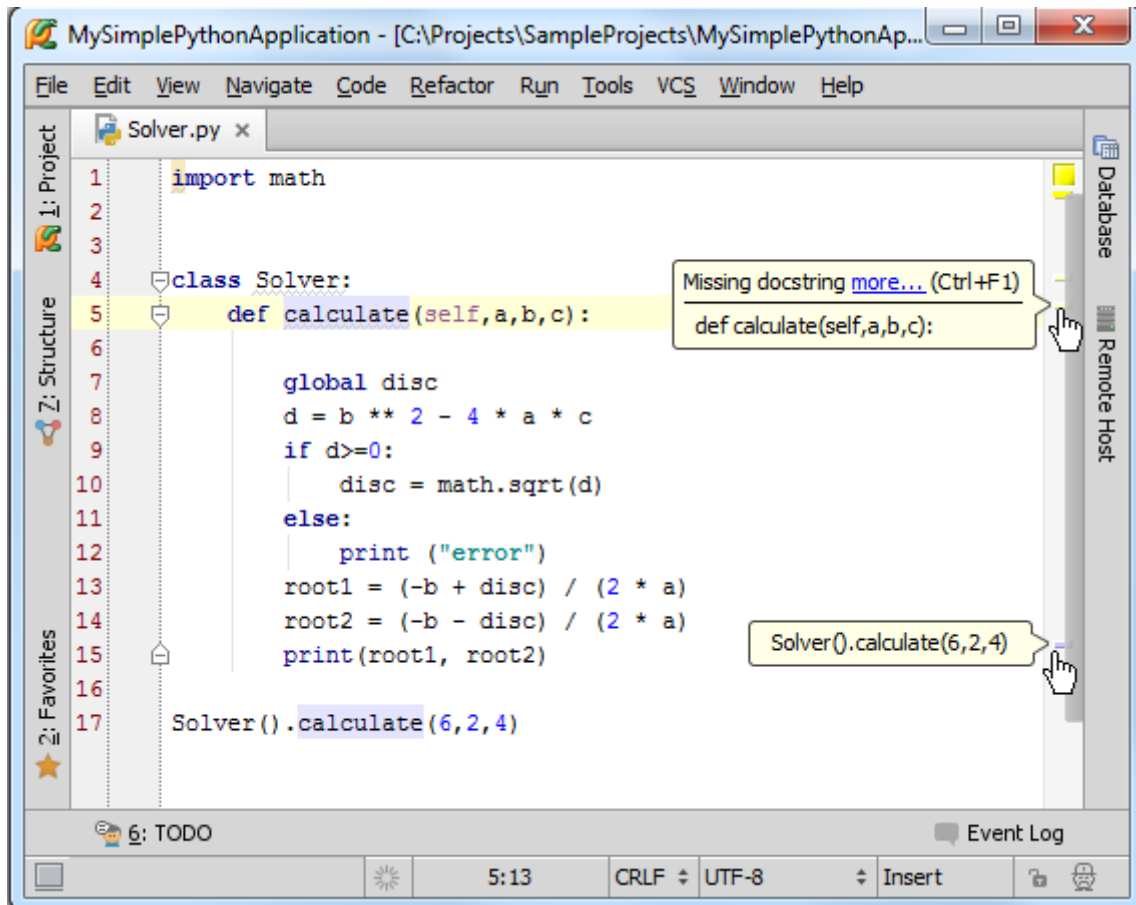 MySimplePythonApplication - [C:\Projects\SampleProjects\MySimplePythonAp...
File Edit View Navigate Code Refactor Run Tools VCS Window Help
1: Project
7: Structure
2: Favorites
Solver.py
1 import math
2
3
4 class Solver:
5 def calculate(self,a,b,c):
6
7 global disc
8 d = b ** 2 - 4 * a * c
9 if d>=0:
10 disc = math.sqrt(d)
11 else:
12 print ("error")
13 root1 = (-b + disc) / (2 * a)
14 root2 = (-b - disc) / (2 * a)
15 print(root1, root2)
16
17 Solver().calculate(6,2,4)
Missing docstring more... (Ctrl+F1)
def calculate(self,a,b,c):
Solver().calculate(6,2,4)
Database
Remote Host
6: TODO
Event Log
5:13 CRLF UTF-8 Insert